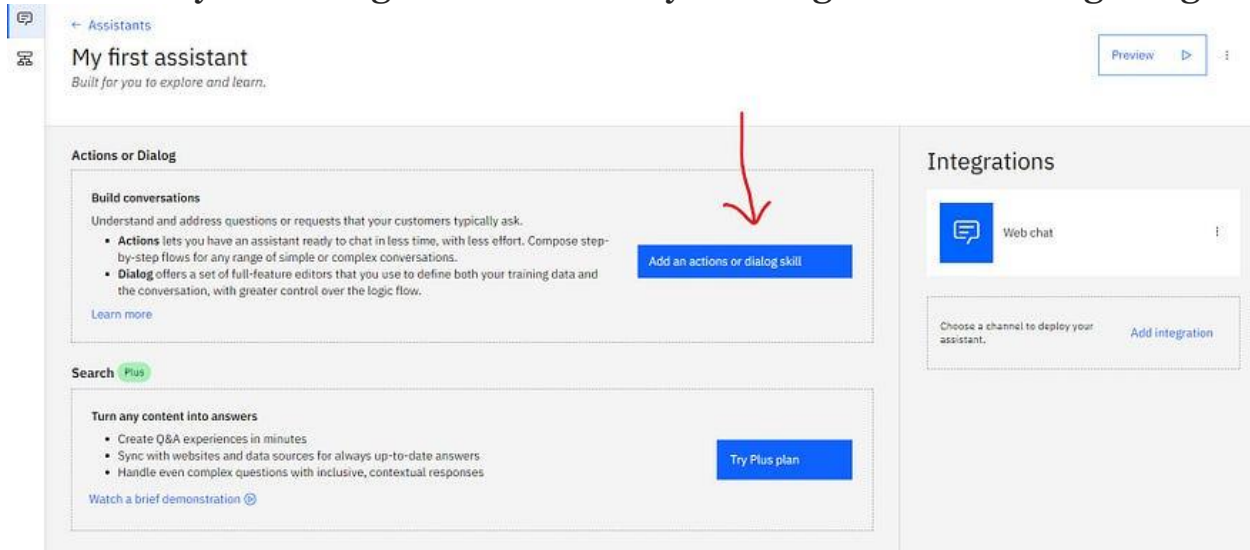 ← Assistants
My first assistant
Built for you to explore and learn.
Preview
Actions or Dialog
Build conversations
Understand and address questions or requests that your customers typically ask.
• Actions lets you have an assistant ready to chat in less time, with less effort. Compose step-
by-step flows for any range of simple or complex conversations.
• Dialog offers a set of full-feature editors that you use to define both your training data and
the conversation, with greater control over the logic flow.
Learn more
Add an actions or dialog skill
Search Plus
Turn any content into answers
• Create Q&A experiences in minutes
• Sync with websites and data sources for always up-to-date answers
• Handle even complex questions with inclusive, contextual responses
Watch a brief demonstration
Try Plus plan
Integrations
Web chat
Choose a channel to deploy your
assistant.
Add integration